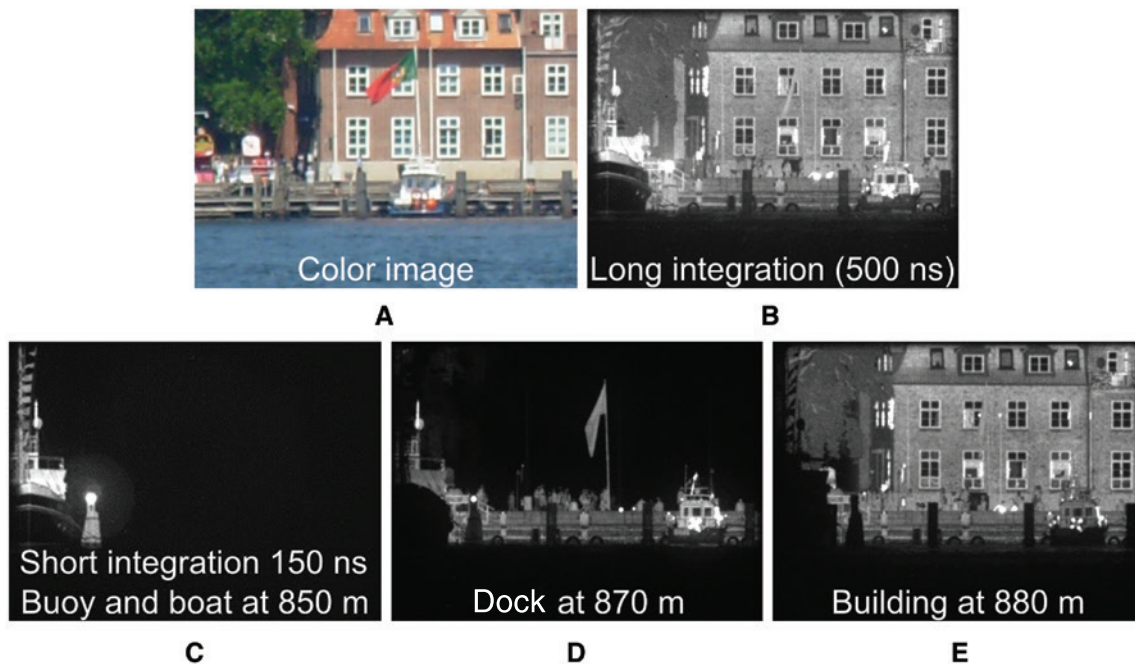 Color image
Long integration (500 ns)
A
B
Short integration 150 ns
Buoy and boat at 850 m
Dock at 870 m
Building at 880 m
C
D
E